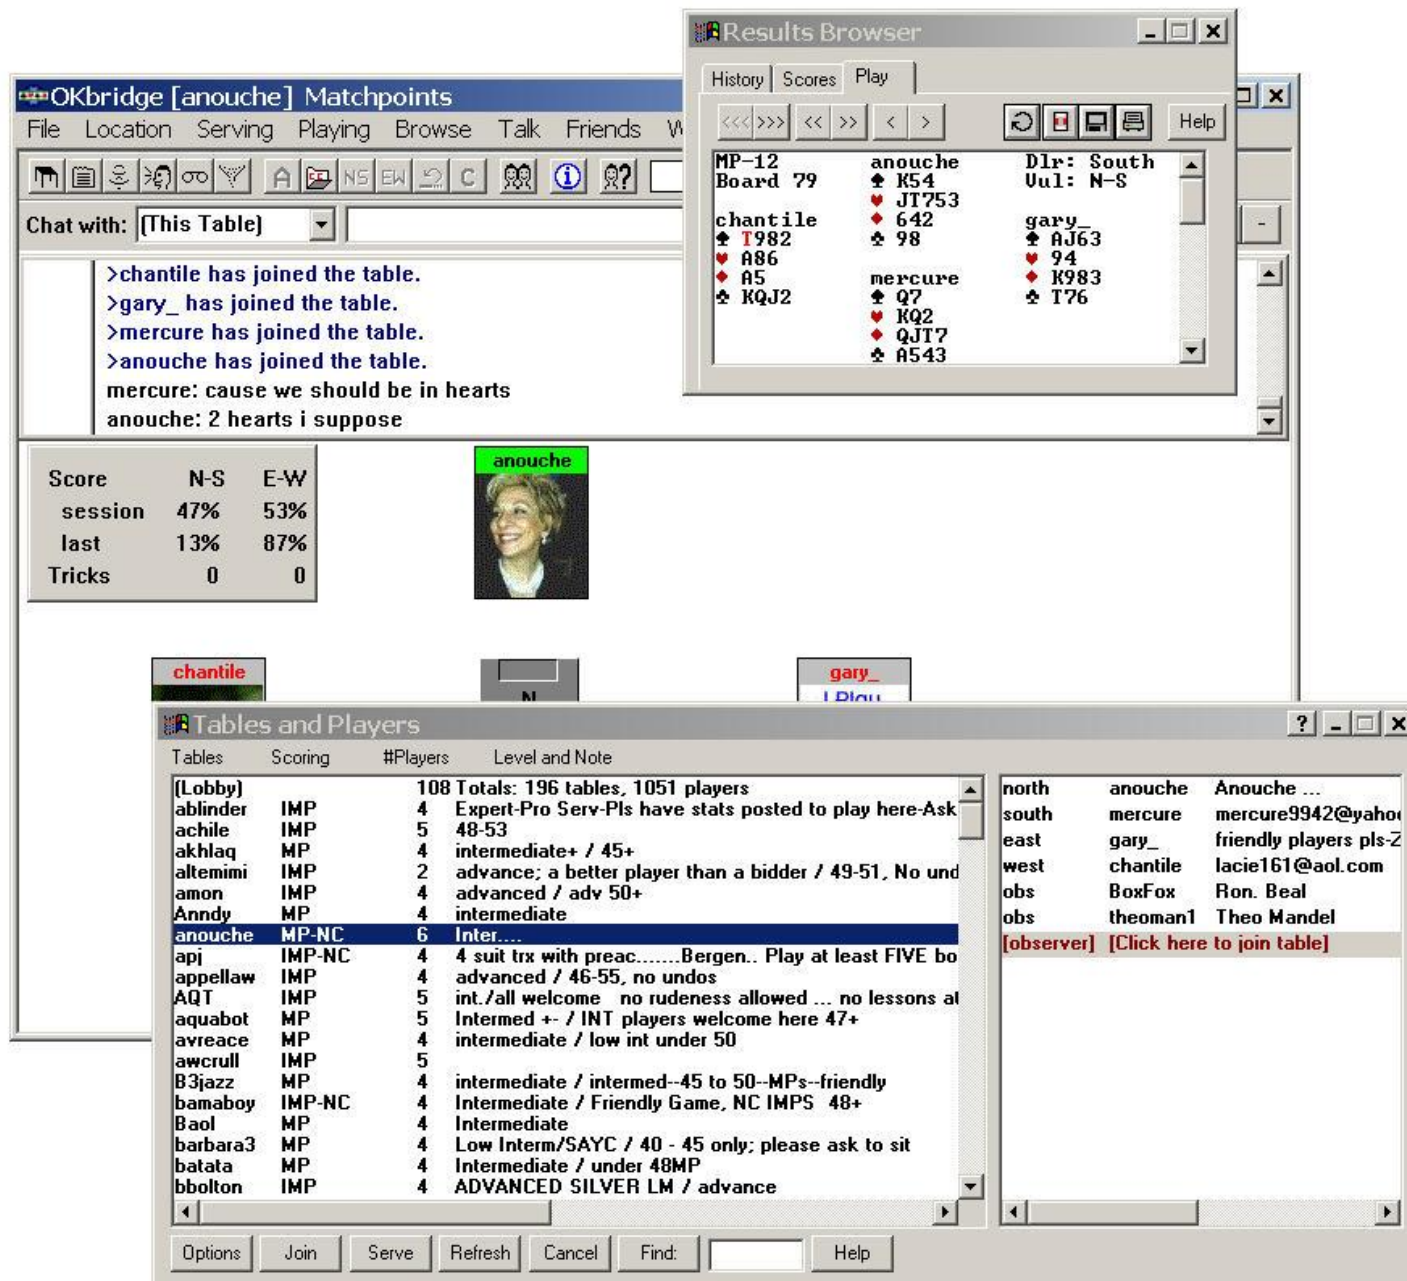 Results Browser
History Scores Play
<<< >>> << >> < > Help
MP-12 anouche Dlr: South
Board 79 ♠ K54 Vul: N-S
♥ JT753
chantile ♦ 642 gary_
♠ T982 ♣ 98 ♠ AJ63
♥ A86 ♥ 94
♦ A5 mercure ♦ K983
♣ KQJ2 ♠ Q7 ♣ T76
♥ KQ2
♦ QJT7
♣ A543
OKbridge [anouche] Matchpoints
File Location Serving Playing Browse Talk Friends W
A NS EW C i ?
Chat with: (This Table) -
>chantile has joined the table.
>gary_ has joined the table.
>mercure has joined the table.
>anouche has joined the table.
mercure: cause we should be in hearts
anouche: 2 hearts i suppose
Score N-S E-W
session 47% 53%
last 13% 87%
Tricks 0 0
anouche
chantile
N
gary_
I Play
Tables and Players ?
Tables Scoring #Players Level and Note
(Lobby) 108 Totals: 196 tables, 1051 players
ablinder IMP 4 Expert-Pro Serv-Pls have stats posted to play here-Ask
achile IMP 5 48-53
akhlaq MP 4 intermediate+ / 45+
altemimi IMP 2 advance; a better player than a bidder / 49-51, No und
amon IMP 4 advanced / adv 50+
Anndy MP 4 intermediate
anouche MP-NC 6 Inter....
apj IMP-NC 4 4 suit trx with preac.......Bergen.. Play at least FIVE bo
appellaw IMP 4 advanced / 46-55, no undos
AQT IMP 5 int./all welcome_ no rudeness allowed ... no lessons at
aquabot MP 5 Intermed +- / INT players welcome here 47+
avreace MP 4 intermediate / low int under 50
awcrull IMP 5
B3jazz MP 4 intermediate / intermed--45 to 50--MPs--friendly
bamaboy IMP-NC 4 Intermediate / Friendly Game, NC IMPS 48+
Baol MP 4 Intermediate
barbara3 MP 4 Low Interm/SAYC / 40 - 45 only; please ask to sit
batata MP 4 Intermediate / under 48MP
bbolton IMP 4 ADVANCED SILVER LM / advance
north anouche Anouche ...
south mercure mercure9942@yahoo
east gary_ friendly players pls-Z
west chantile lacie161@aol.com
obs BoxFox Ron. Beal
obs theoman1 Theo Mandel
[observer] [Click here to join table]
Options Join Serve Refresh Cancel Find: Help